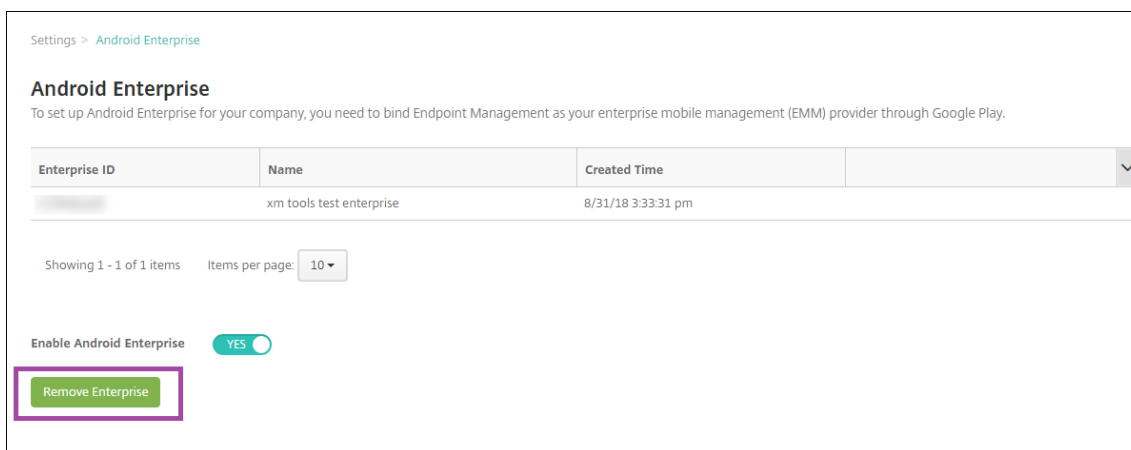 Settings > Android Enterprise
Android Enterprise
To set up Android Enterprise for your company, you need to bind Endpoint Management as your enterprise mobile management (EMM) provider through Google Play.
Enterprise ID Name Created Time
xm tools test enterprise 8/31/18 3:33:31 pm
Showing 1 - 1 of 1 items Items per page: 10
Enable Android Enterprise YES
Remove Enterprise